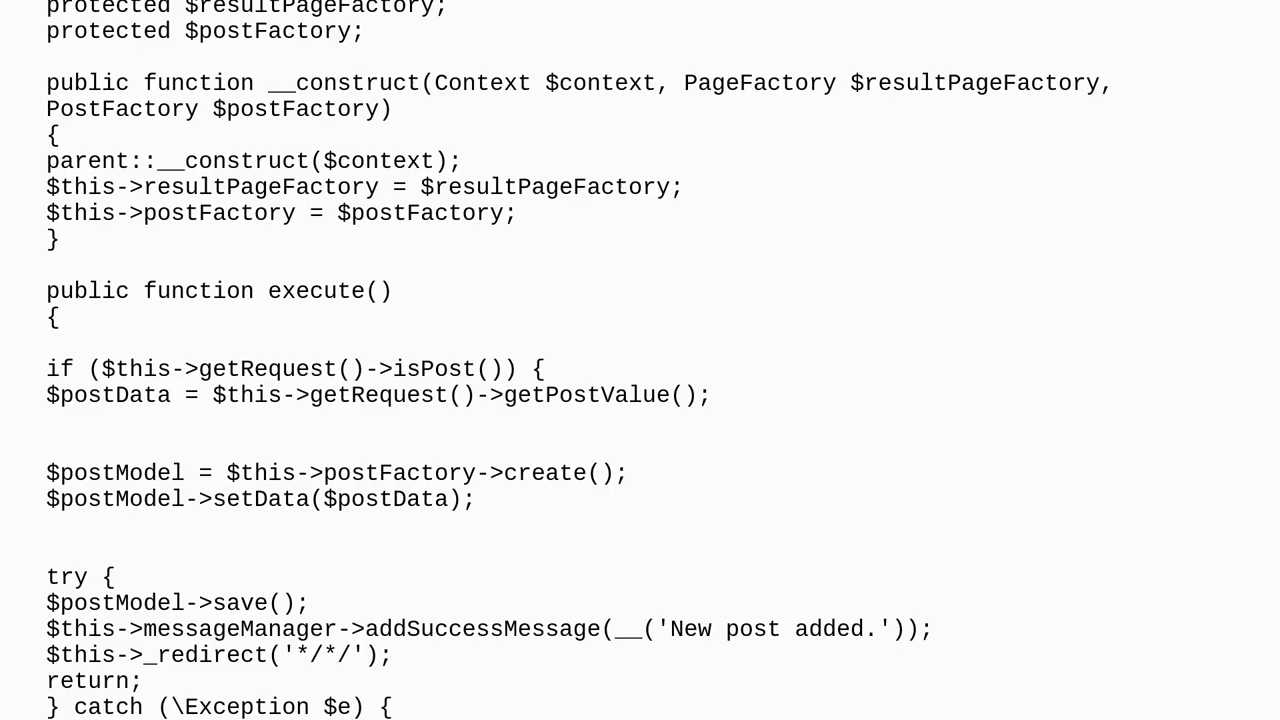 protected $resultPageFactory;
protected $postFactory;
public function __construct(Context $context, PageFactory $resultPageFactory,
PostFactory $postFactory)
{
parent::__construct($context);
$this->resultPageFactory = $resultPageFactory;
$this->postFactory = $postFactory;
}
public function execute()
{
if ($this->getRequest()->isPost()) {
$postData = $this->getRequest()->getPostValue();
$postModel = $this->postFactory->create();
$postModel->setData($postData);
try {
$postModel->save();
$this->messageManager->addSuccessMessage(__('New post added.'));
$this->_redirect('*/*/');
return;
} catch (\Exception $e) {